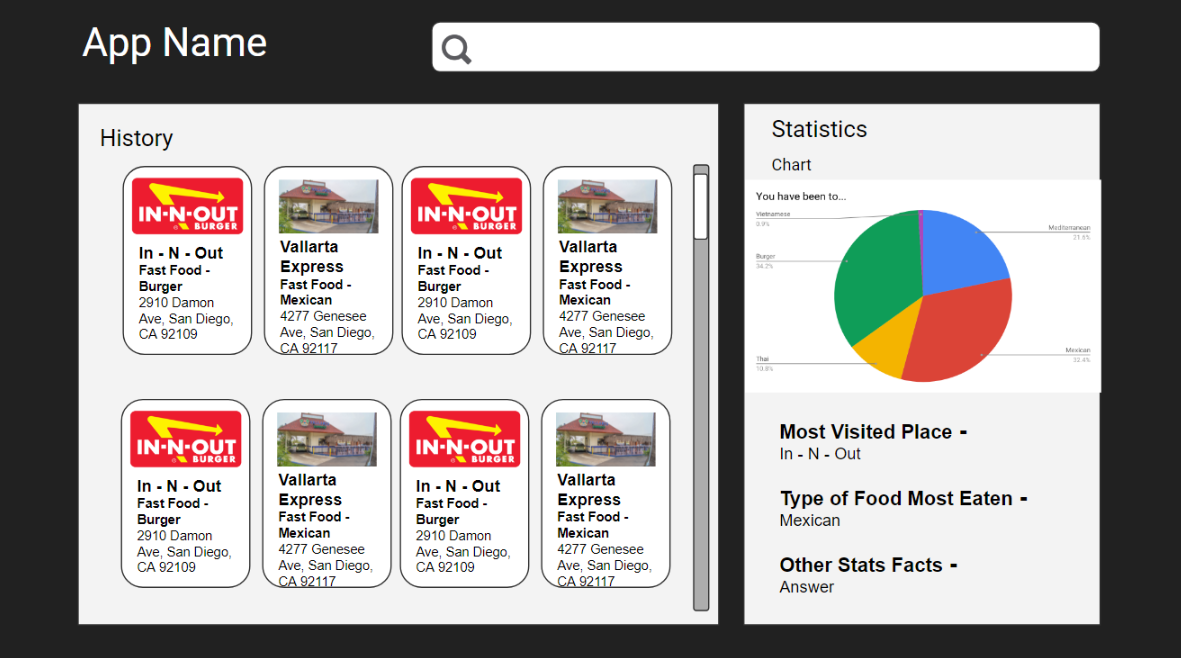 App Name
History
IN-N-OUT
BURGER
In - N - Out
Fast Food -
Burger
2910 Damon
Ave, San Diego,
CA 92109
Vallarta
Express
Fast Food -
Mexican
4277 Genesee
Ave, San Diego,
CA 92117
IN-N-OUT
BURGER
In - N - Out
Fast Food -
Burger
2910 Damon
Ave, San Diego,
CA 92109
Vallarta
Express
Fast Food -
Mexican
4277 Genesee
Ave, San Diego,
CA 92117
IN-N-OUT
BURGER
In - N - Out
Fast Food -
Burger
2910 Damon
Ave, San Diego,
CA 92109
Vallarta
Express
Fast Food -
Mexican
4277 Genesee
Ave, San Diego,
CA 92117
IN-N-OUT
BURGER
In - N - Out
Fast Food -
Burger
2910 Damon
Ave, San Diego,
CA 92109
Vallarta
Express
Fast Food -
Mexican
4277 Genesee
Ave, San Diego,
CA 92117
Statistics
Chart
You have been to...
Vietnamese
0.9%
Burger
34.2%
Thai
10.8%
Mediterranean
21.6%
Mexican
32.4%
Most Visited Place -
In - N - Out
Type of Food Most Eaten -
Mexican
Other Stats Facts -
Answer